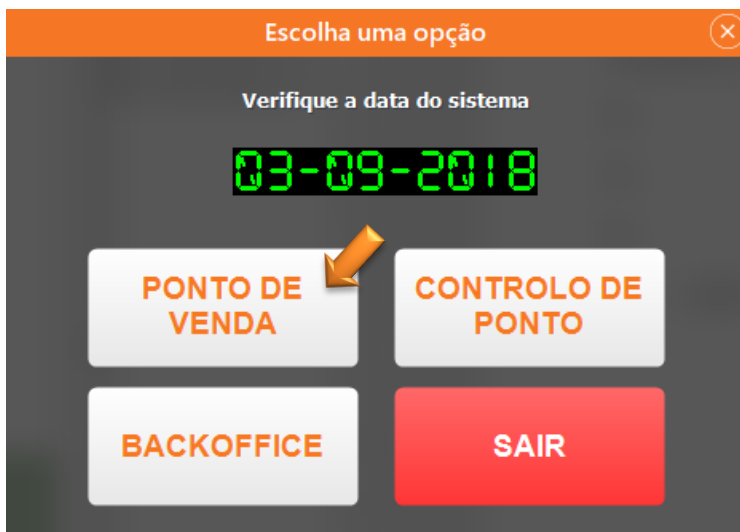 Escolha uma opção
Verifique a data do sistema
03-09-2018
PONTO DE
VENDA
CONTROLO DE
PONTO
BACKOFFICE
SAIR